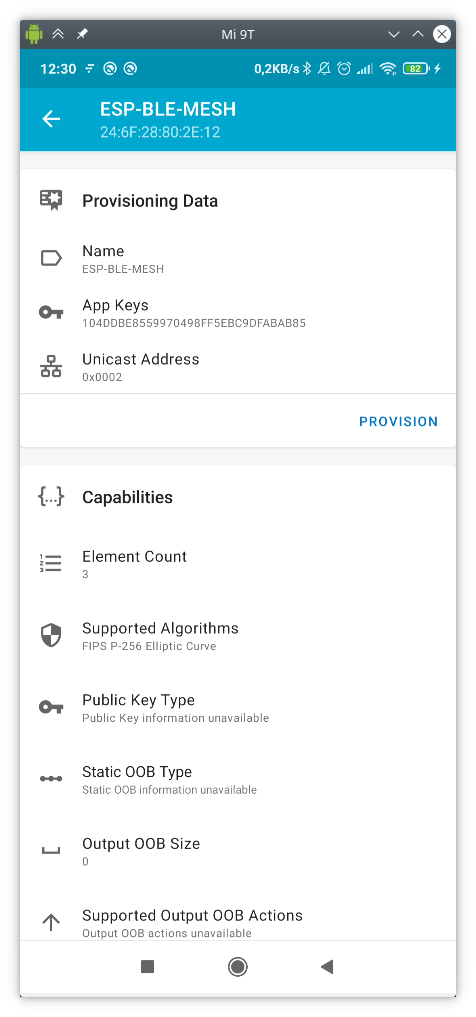 Mi 9T
12:30
0,2KB/s
82
ESP-BLE-MESH
24:6F:28:80:2E:12
Provisioning Data
Name
ESP-BLE-MESH
App Keys
104DDBE8559970498FF5EBC9DFABAB85
Unicast Address
0x0002
PROVISION
{...}
Capabilities
1
2
3
Element Count
3
Supported Algorithms
FIPS P-256 Elliptic Curve
Public Key Type
Public Key information unavailable
Static OOB Type
Static OOB information unavailable
Output OOB Size
0
Supported Output OOB Actions
Output OOB actions unavailable